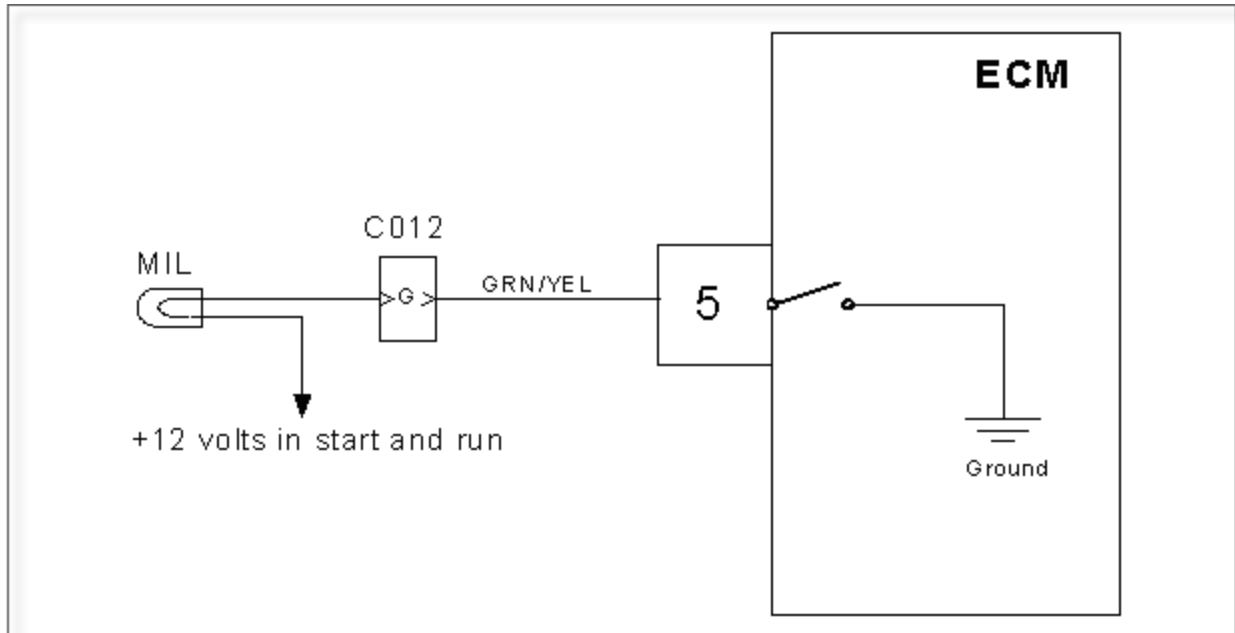 ECM
C012
MIL
G
GRN/YEL
5
+12 volts in start and run
Ground